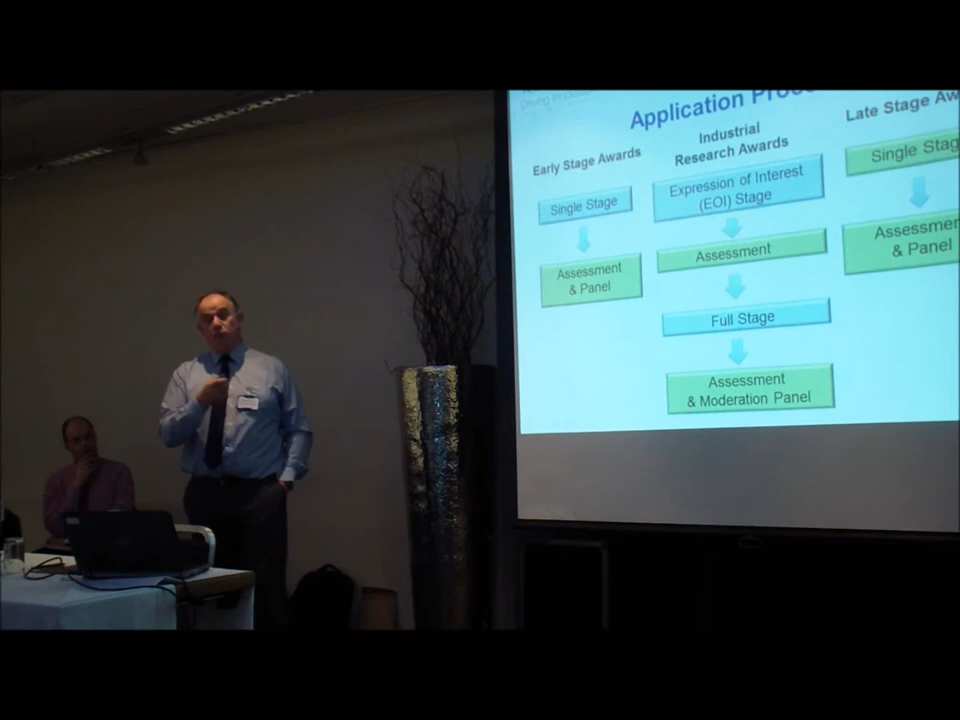 Application Proc
Early Stage Awards
Single Stage
Assessment
& Panel
Industrial
Research Awards
Expression of Interest
(EOI) Stage
Assessment
Full Stage
Assessment
& Moderation Panel
Late Stage Aw
Single Stag
Assessmen
& Panel